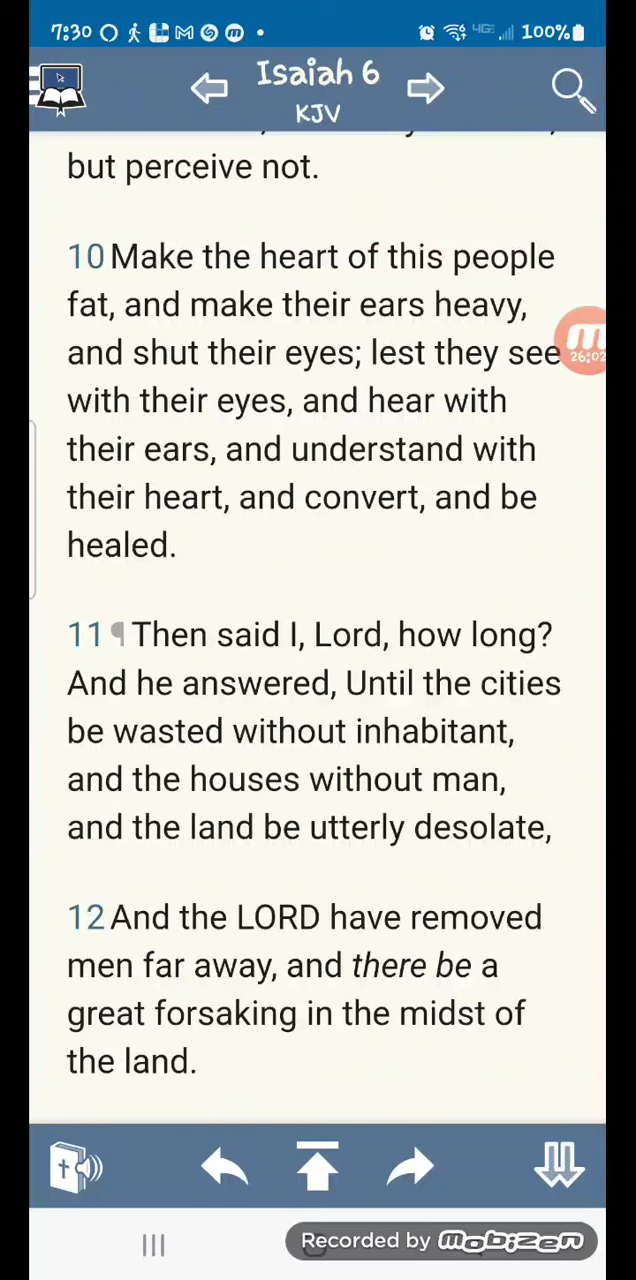 7:30
4GE
100%
Isaiah 6
KJV
but perceive not.
10 Make the heart of this people
fat, and make their ears heavy,
and shut their eyes; lest they see
26:02
with their eyes, and hear with
their ears, and understand with
their heart, and convert, and be
healed.
11 ¶ Then said I, Lord, how long?
And he answered, Until the cities
be wasted without inhabitant,
and the houses without man,
and the land be utterly desolate,
12 And the LORD have removed
men far away, and there be a
great forsaking in the midst of
the land.
Recorded by mobizen